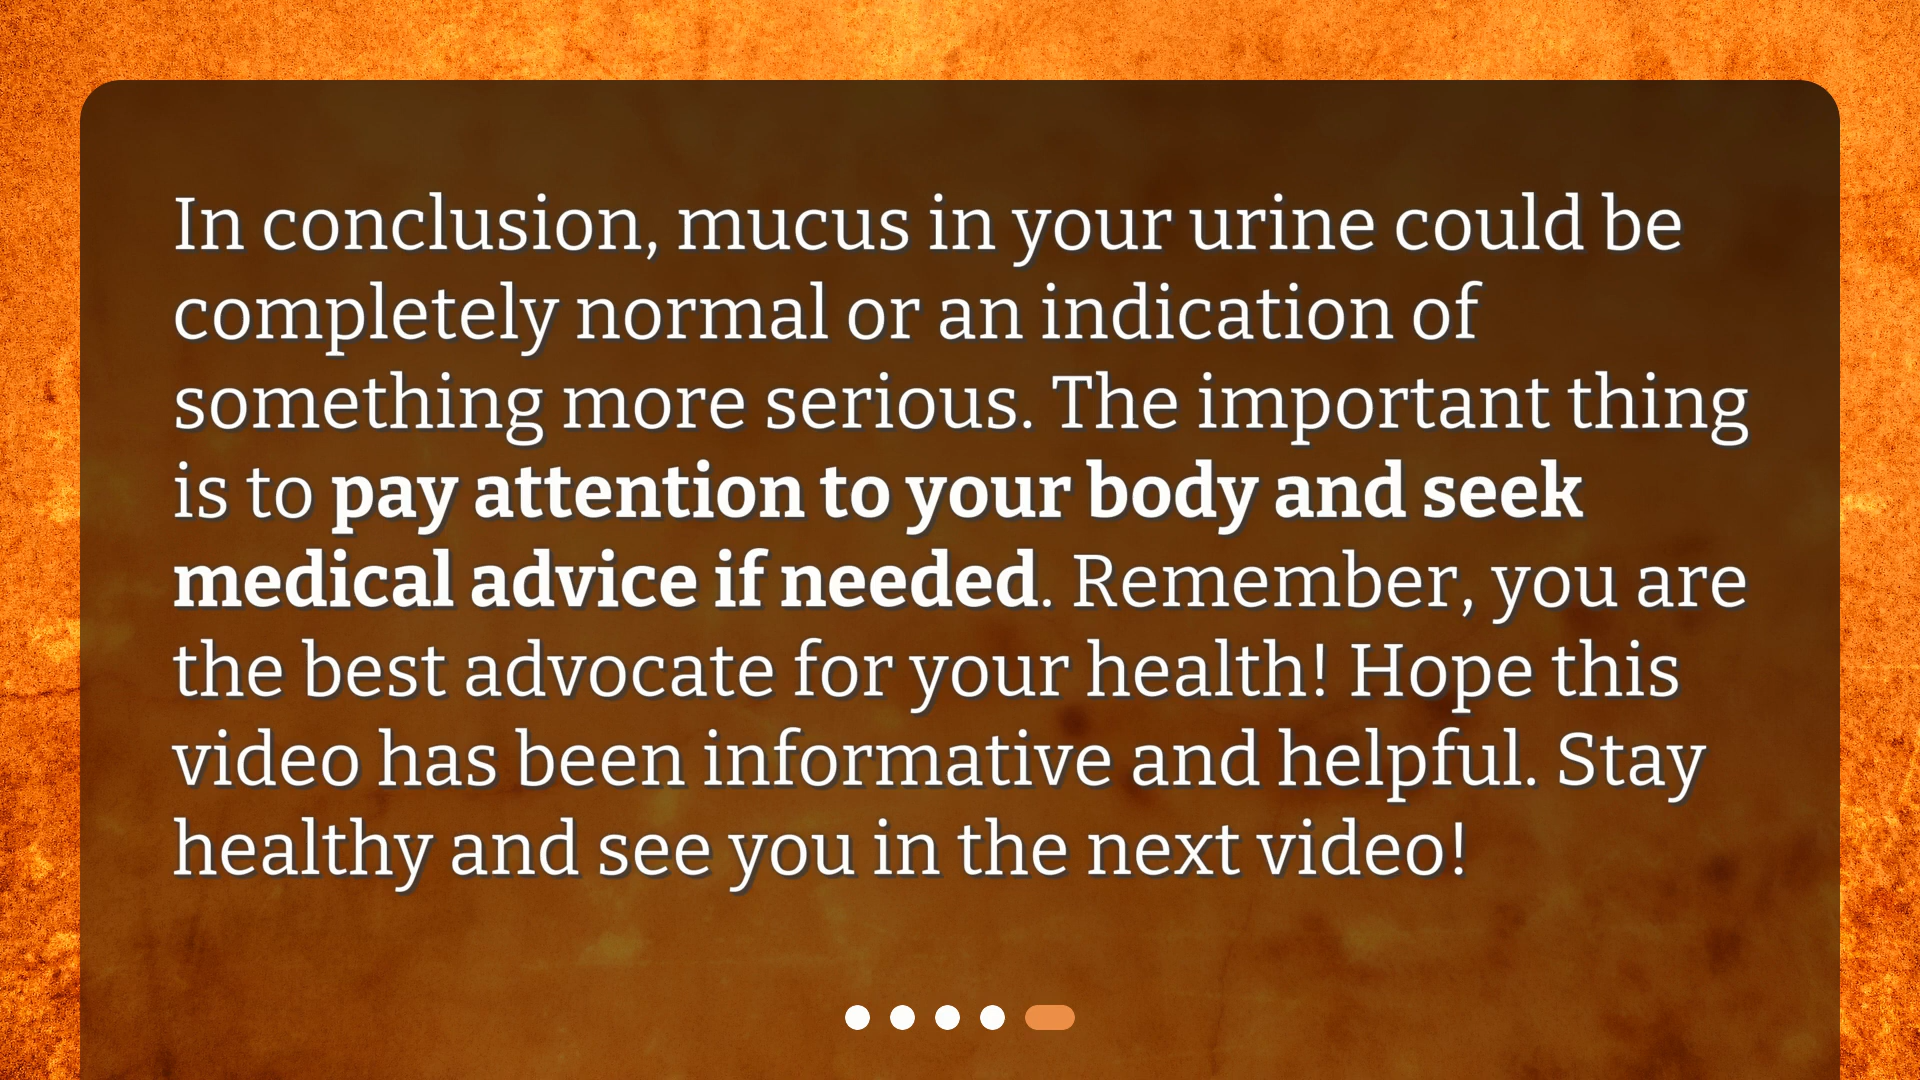 In conclusion, mucus in your urine could be
completely normal or an indication of
something more serious. The important thing
is to pay attention to your body and seek
medical advice if needed. Remember, you are
the best advocate for your health! Hope this
video has been informative and helpful. Stay
healthy and see you in the next video!